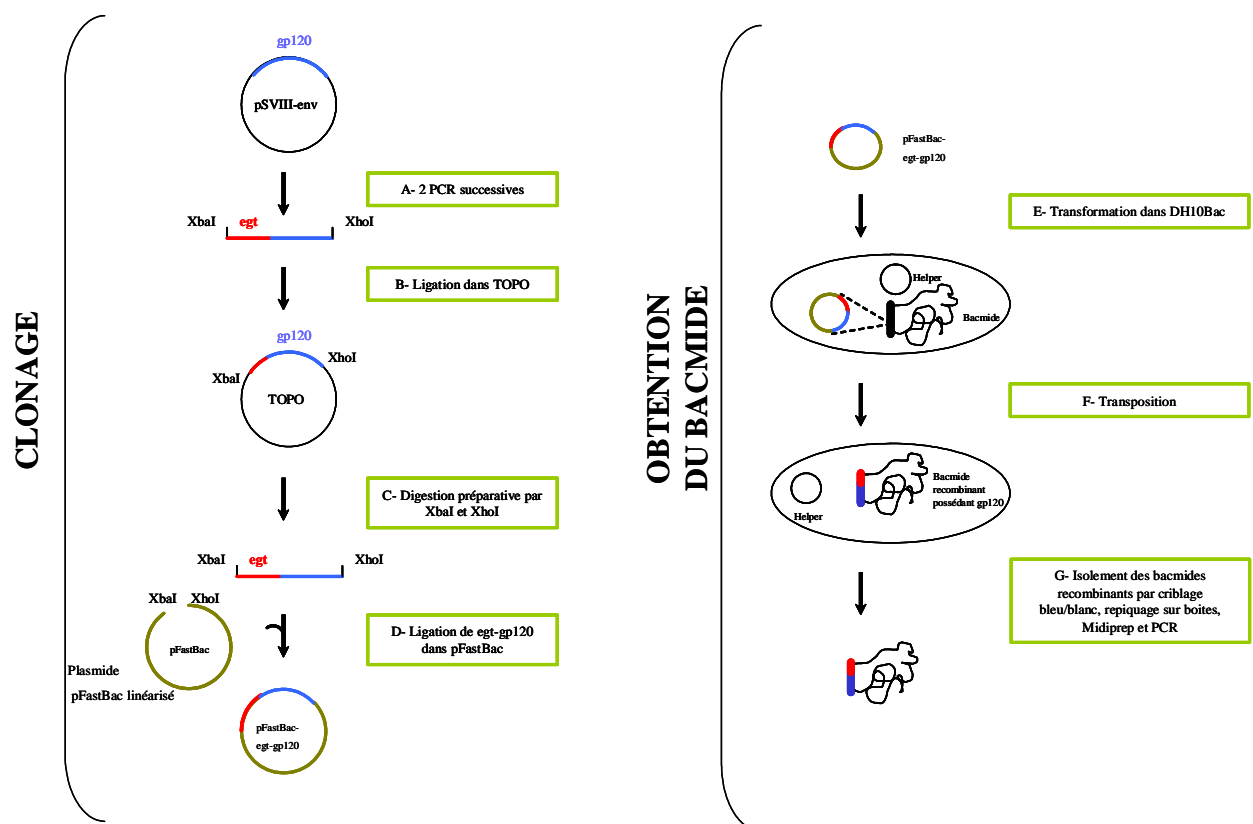 CLONAGE
gp120
pSVIII-env
A- 2 PCR successives
XbaI
egt
XhoI
B- Ligation dans TOPO
gp120
XhoI
XbaI
TOPO
C- Digestion préparative par
XbaI et XhoI
XbaI
egt
XhoI
XbaI
XhoI
pFastBac
Plasmide
pFastBac linéarisé
D- Ligation de egt-gp120
dans pFastBac
pFastBac-
egt-gp120
OBTENTION
DU BACMIDE
pFastBac-
egt-gp120
E- Transformation dans DH10Bac
Helper
Bacmide
F- Transposition
Bacmide
recombinant
possédant gp120
Helper
G- Isolement des bacmides
recombinants par criblage
bleu/blanc, repiquage sur boites,
Midiprep et PCR